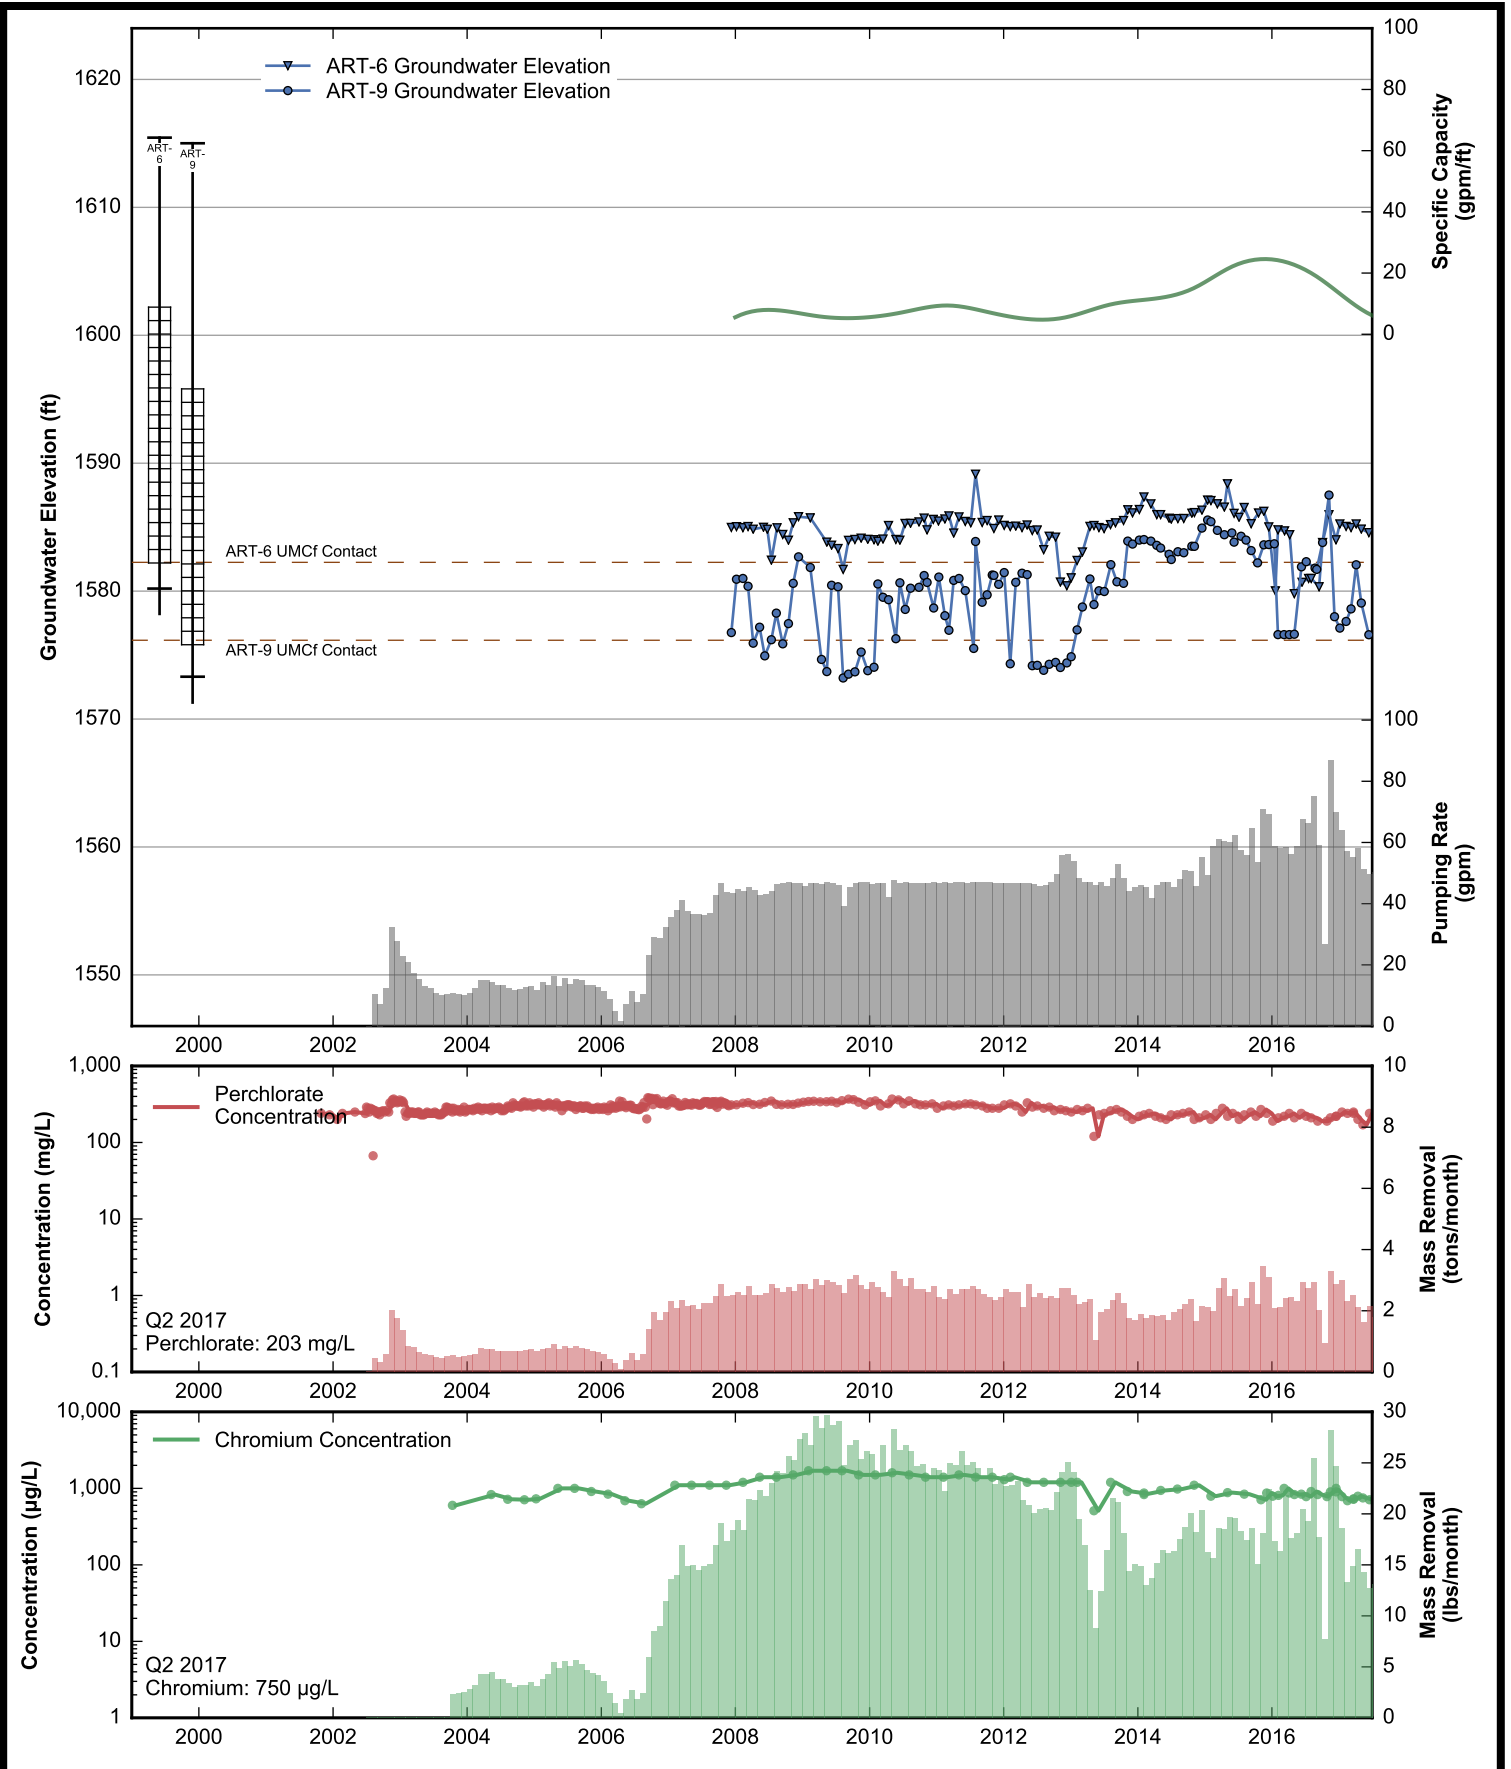 ART-6 Groundwater Elevation
ART-9 Groundwater Elevation
1620
1610
1600
1590
1580
1570
1560
1550
Groundwater Elevation (ft)
ART-
6
ART-
9
ART-6 UMCf Contact
ART-9 UMCf Contact
100
80
60
40
20
0
Specific Capacity
(gpm/ft)
100
80
60
40
20
0
Pumping Rate
(gpm)
2000 2002 2004 2006 2008 2010 2012 2014 2016
1,000
100
10
1
0.1
Concentration (mg/L)
Perchlorate
Concentration
Q2 2017
Perchlorate: 203 mg/L
10
8
6
4
2
0
Mass Removal
(tons/month)
2000 2002 2004 2006 2008 2010 2012 2014 2016
10,000
1,000
100
10
1
Concentration (µg/L)
Chromium Concentration
Q2 2017
Chromium: 750 µg/L
30
25
20
15
10
5
0
Mass Removal
(lbs/month)
2000 2002 2004 2006 2008 2010 2012 2014 2016